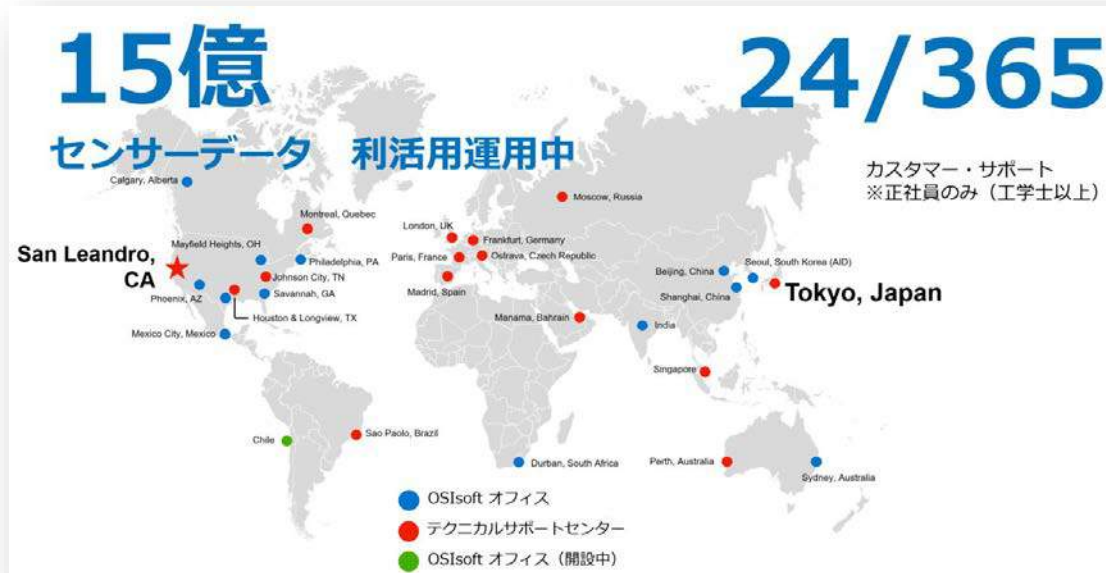 15億
センサーデータ 利活用運用中
24/365
カスタマー・サポート
※正社員のみ（工学士以上）
Calgary, Alberta
Montreal, Quebec
Mayfield Heights, OH
San Leandro,
CA
Philadelphia, PA
Johnson City, TN
Phoenix, AZ
Savannah, GA
Houston & Longview, TX
Mexico City, Mexico
Chile
Sao Paolo, Brazil
Moscow, Russia
London, UK
Frankfurt, Germany
Paris, France
Ostrava, Czech Republic
Madrid, Spain
Manama, Bahrain
Durban, South Africa
Seoul, South Korea (AID)
Beijing, China
Shanghai, China
Tokyo, Japan
India
Singapore
Perth, Australia
Sydney, Australia
OSIsoft オフィス
テクニカルサポートセンター
OSIsoft オフィス（開設中）